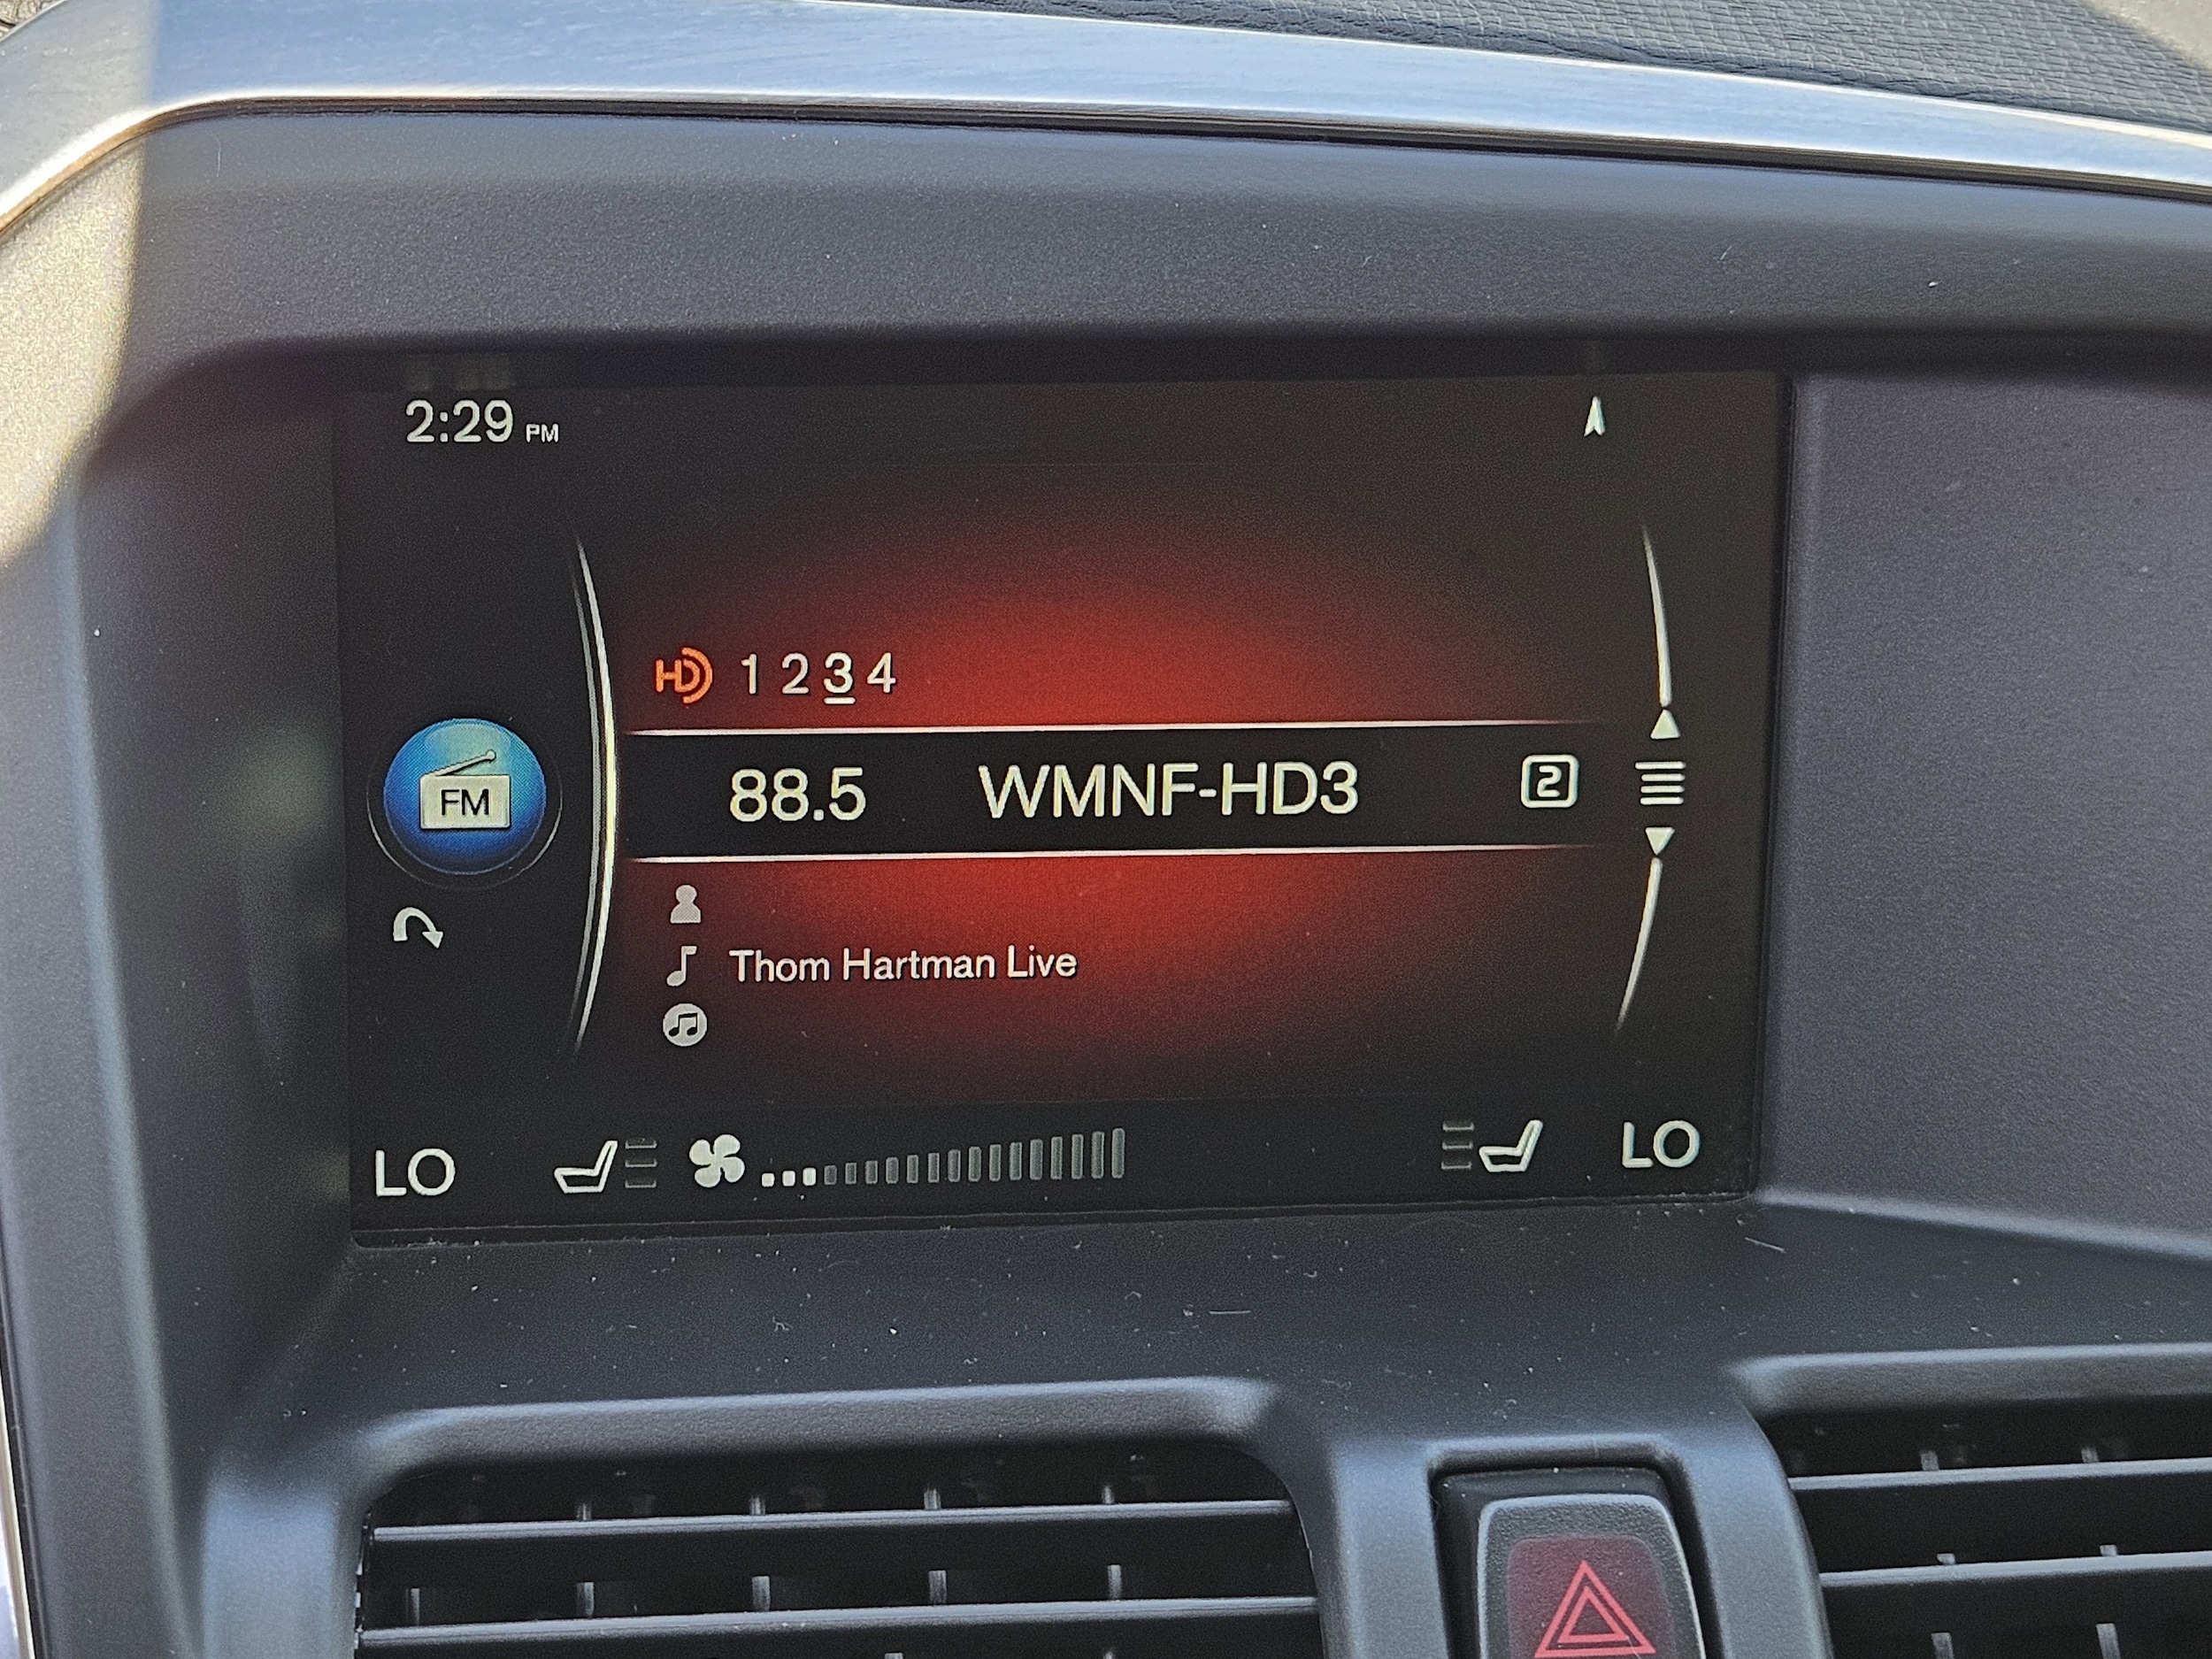 2:29 PM
HD 1 2 3 4
FM
88.5 WMNF-HD3 2
Thom Hartman Live
LO LO